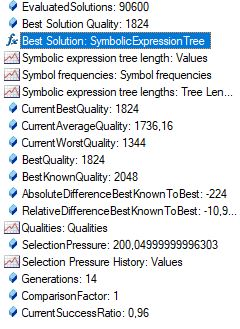 EvaluatedSolutions: 90600
Best Solution Quality: 1824
Best Solution: SymbolicExpressionTree
Symbolic expression tree length: Values
Symbol frequencies: Symbol frequencies
Symbolic expression tree lengths: Tree Len...
CurrentBestQuality: 1824
CurrentAverageQuality: 1736,16
CurrentWorstQuality: 1344
BestQuality: 1824
BestKnownQuality: 2048
AbsoluteDifferenceBestKnownToBest: -224
RelativeDifferenceBestKnownToBest: -10,9...
Qualities: Qualities
SelectionPressure: 200,04999999996303
Selection Pressure History: Values
Generations: 14
ComparisonFactor: 1
CurrentSuccessRatio: 0,96